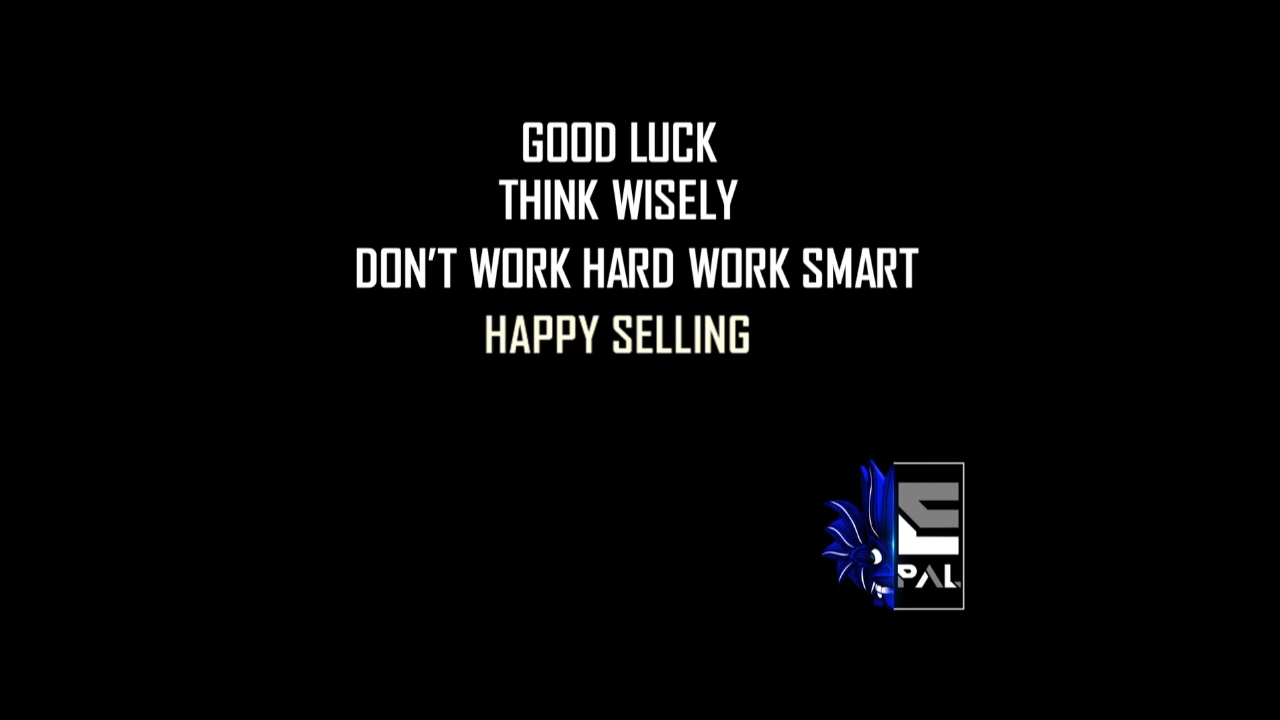 GOOD LUCK
THINK WISELY
DON'T WORK HARD WORK SMART
HAPPY SELLING
E
PAL